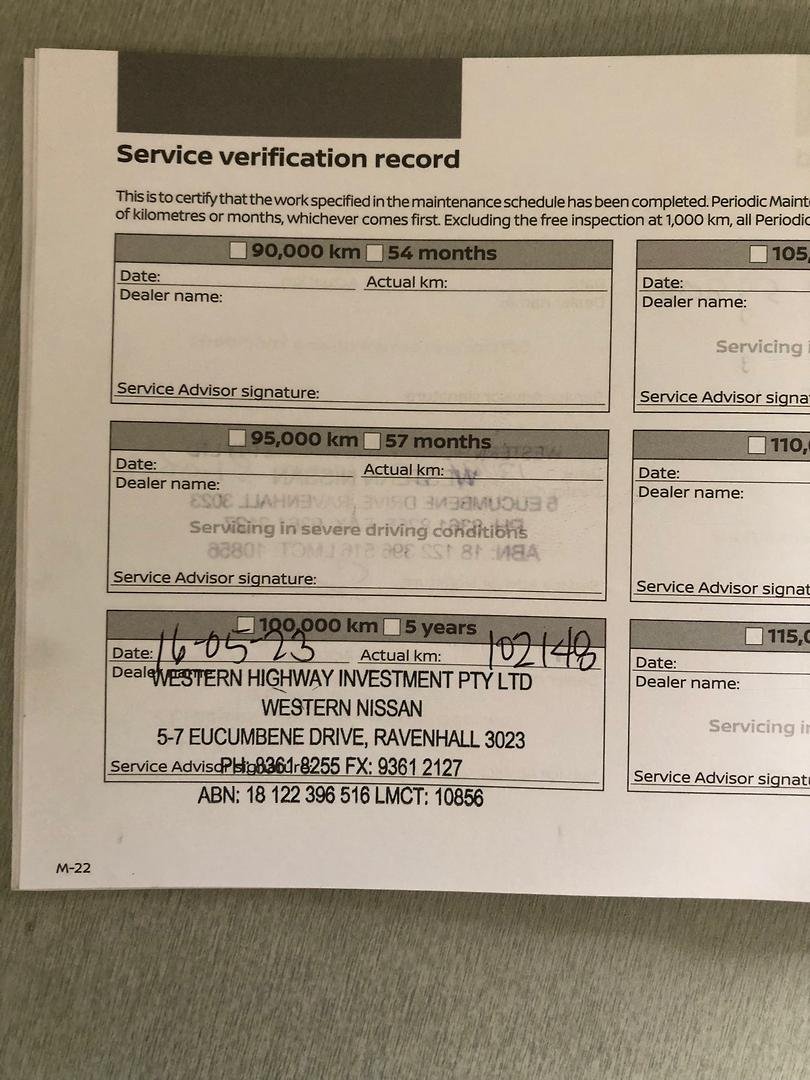 Service verification record
This is to certify that the work specified in the maintenance schedule has been completed. Periodic Maint
of kilometres or months, whichever comes first. Excluding the free inspection at 1,000 km, all Periodic
90,000 km 54 months
Date: Actual km:
Dealer name:
Service Advisor signature:
105,
Date:
Dealer name:
Servicing i
Service Advisor signa
95,000 km 57 months
Date: Actual km:
Dealer name:
Servicing in severe driving conditions
Service Advisor signature:
110,
Date:
Dealer name:
Service Advisor signat
100,000 km 5 years
Date: 16-05-23 Actual km: 102148
Dealer name:
WESTERN HIGHWAY INVESTMENT PTY LTD
WESTERN NISSAN
5-7 EUCUMBENE DRIVE, RAVENHALL 3023
Service Advisor signature:
PH: 8361 8255 FX: 9361 2127
ABN: 18 122 396 516 LMCT: 10856
115,0
Date:
Dealer name:
Servicing in
Service Advisor signatu
M-22